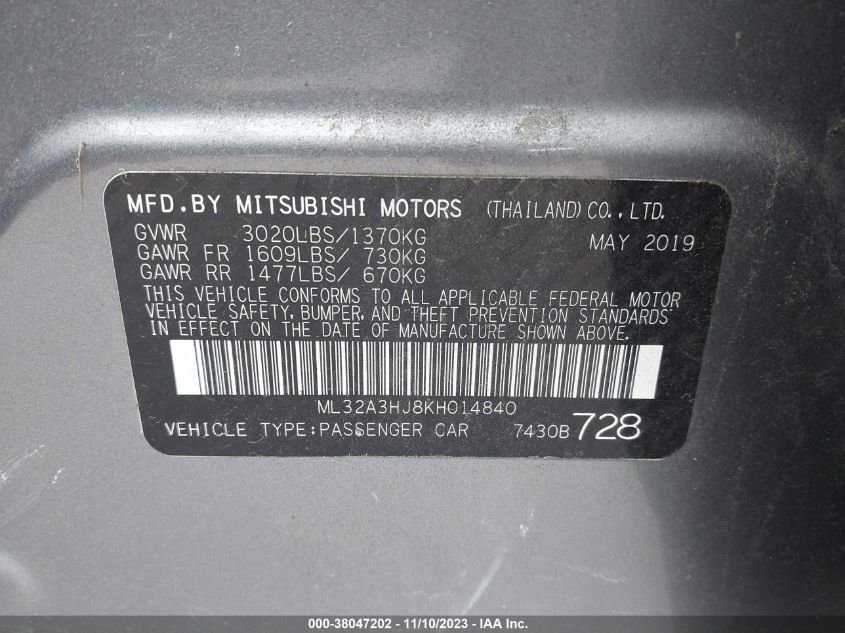 MFD.BY MITSUBISHI MOTORS (THAILAND)CO.,LTD.
GVWR 3020LBS/1370KG MAY 2019
GAWR FR 1609LBS/ 730KG
GAWR RR 1477LBS/ 670KG
THIS VEHICLE CONFORMS TO ALL APPLICABLE FEDERAL MOTOR
VEHICLE SAFETY, BUMPER, AND THEFT PREVENTION STANDARDS
IN EFFECT ON THE DATE OF MANUFACTURE SHOWN ABOVE.
ML32A3HJ8KH014840
VEHICLE TYPE:PASSENGER CAR 7430B 728
000-38047202 - 11/10/2023 - IAA Inc.